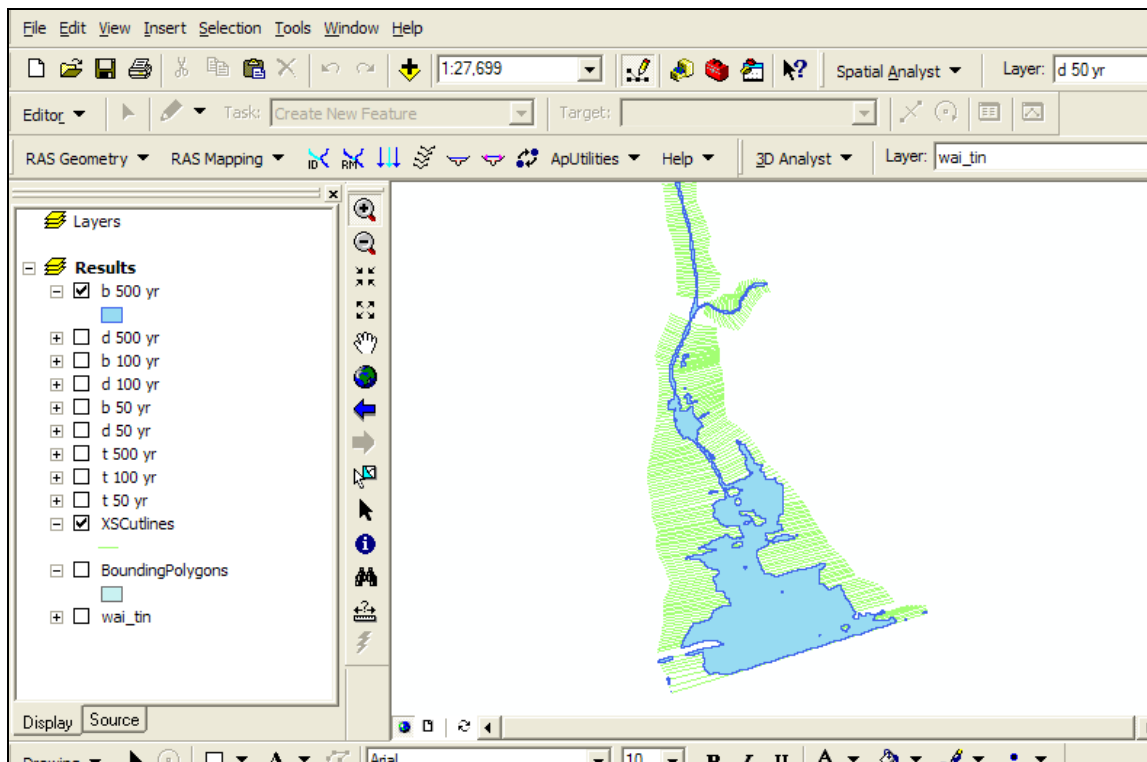 File Edit View Insert Selection Tools Window Help
1:27,699 Spatial Analyst Layer: d 50 yr
Editor Task: Create New Feature Target:
RAS Geometry RAS Mapping ID RM ApUtilities Help 3D Analyst Layer: wai_tin
Layers
Results
b 500 yr
d 500 yr
b 100 yr
d 100 yr
b 50 yr
d 50 yr
t 500 yr
t 100 yr
t 50 yr
XSCutlines
BoundingPolygons
wai_tin
Display Source
Drawing A Arial 10 B I U A